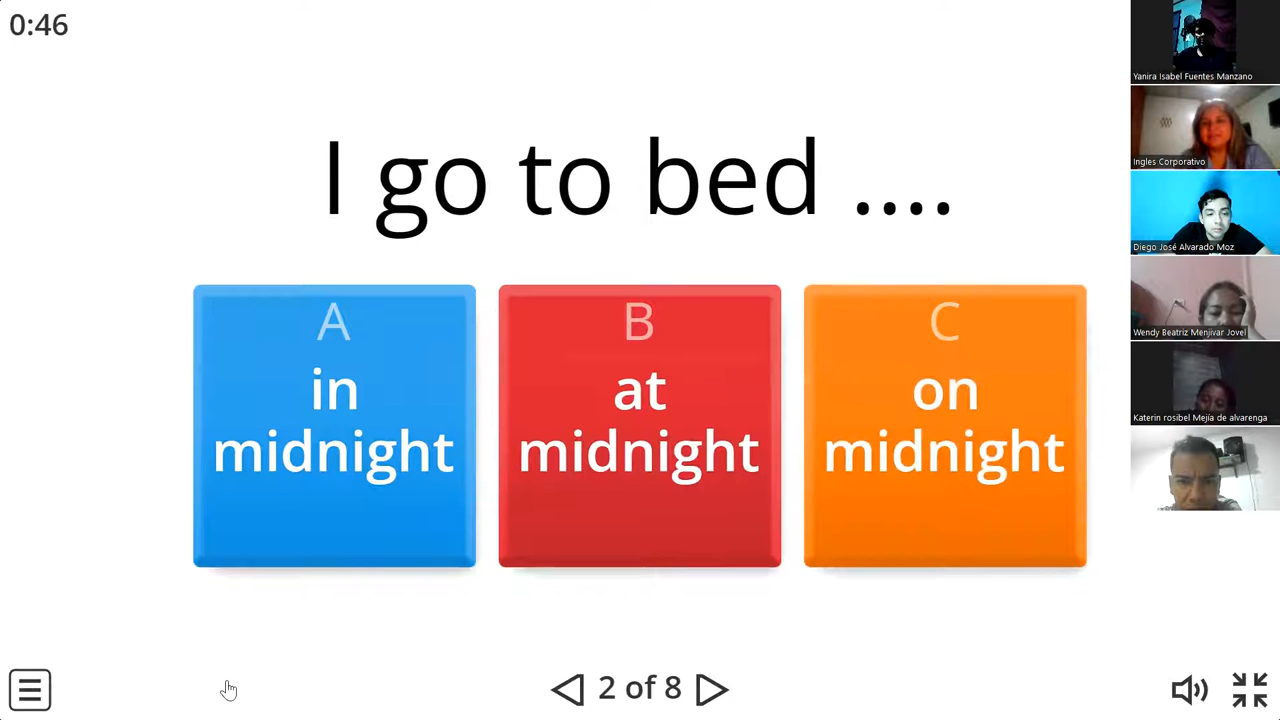 0:46
I go to bed ....
A
in
midnight
B
at
midnight
C
on
midnight
2 of 8
Yanira Isabel Fuentes Manzano
Ingles Corporativo
Diego José Alvarado Moz
Wendy Beatriz Menjivar Jovel
Katerin rosibel Mejía de alvarenga